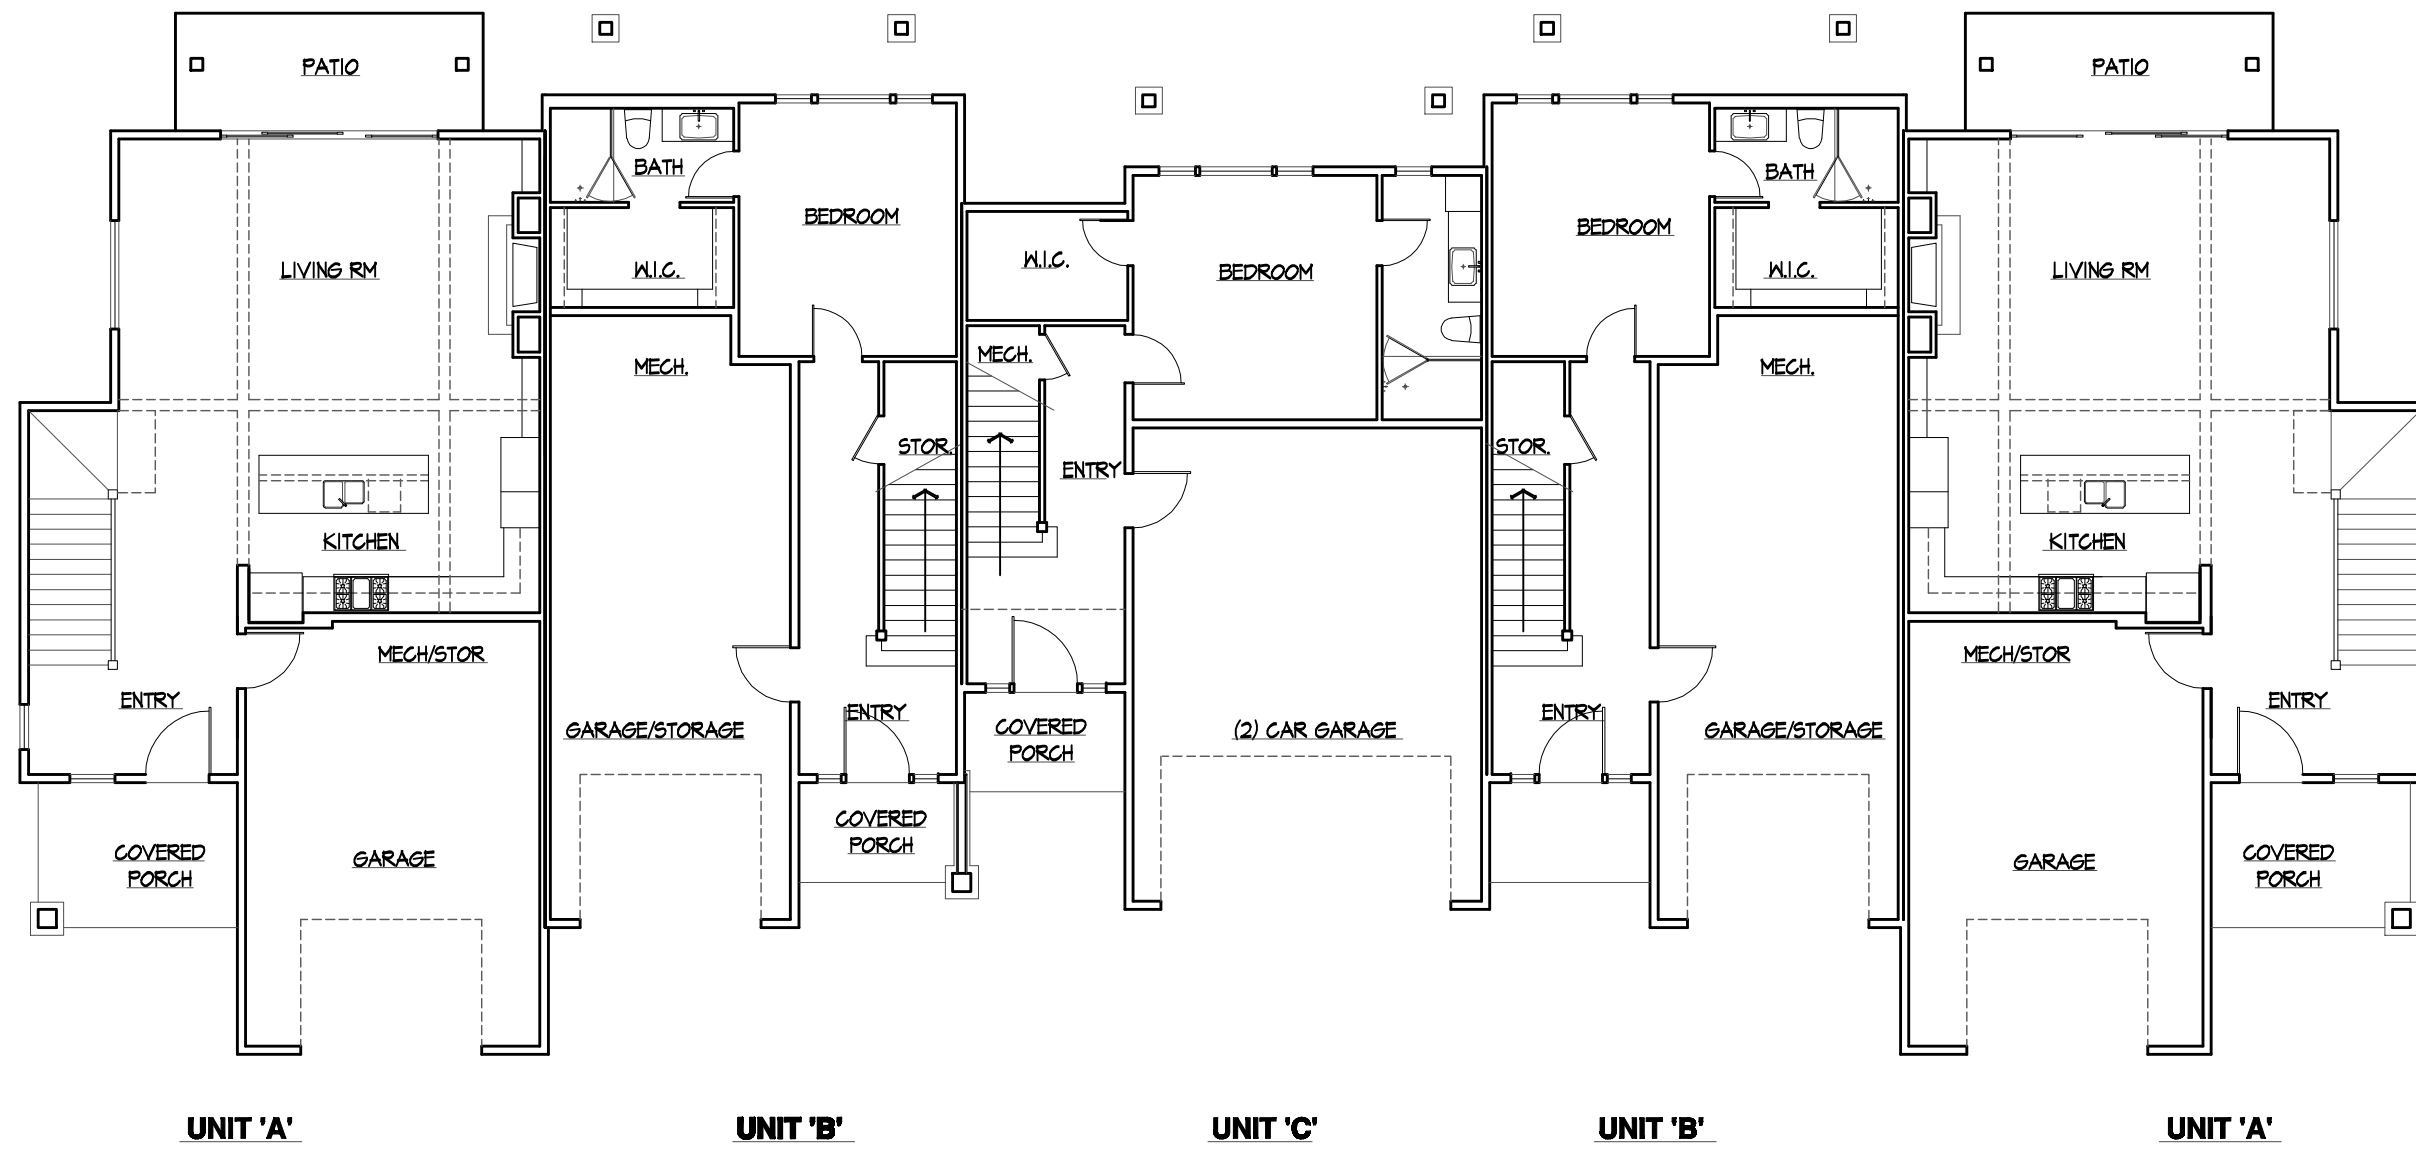 PATIO
LIVING RM
KITCHEN
MECH/STOR
ENTRY
COVERED
PORCH
GARAGE
BATH
W.I.C.
BEDROOM
MECH.
STOR.
GARAGE/STORAGE
ENTRY
COVERED
PORCH
W.I.C.
BEDROOM
MECH.
ENTRY
COVERED
PORCH
(2) CAR GARAGE
BEDROOM
BATH
W.I.C.
MECH.
STOR.
ENTRY
GARAGE/STORAGE
PATIO
LIVING RM
KITCHEN
MECH/STOR
ENTRY
GARAGE
COVERED
PORCH
UNIT 'A'
UNIT 'B'
UNIT 'C'
UNIT 'B'
UNIT 'A'